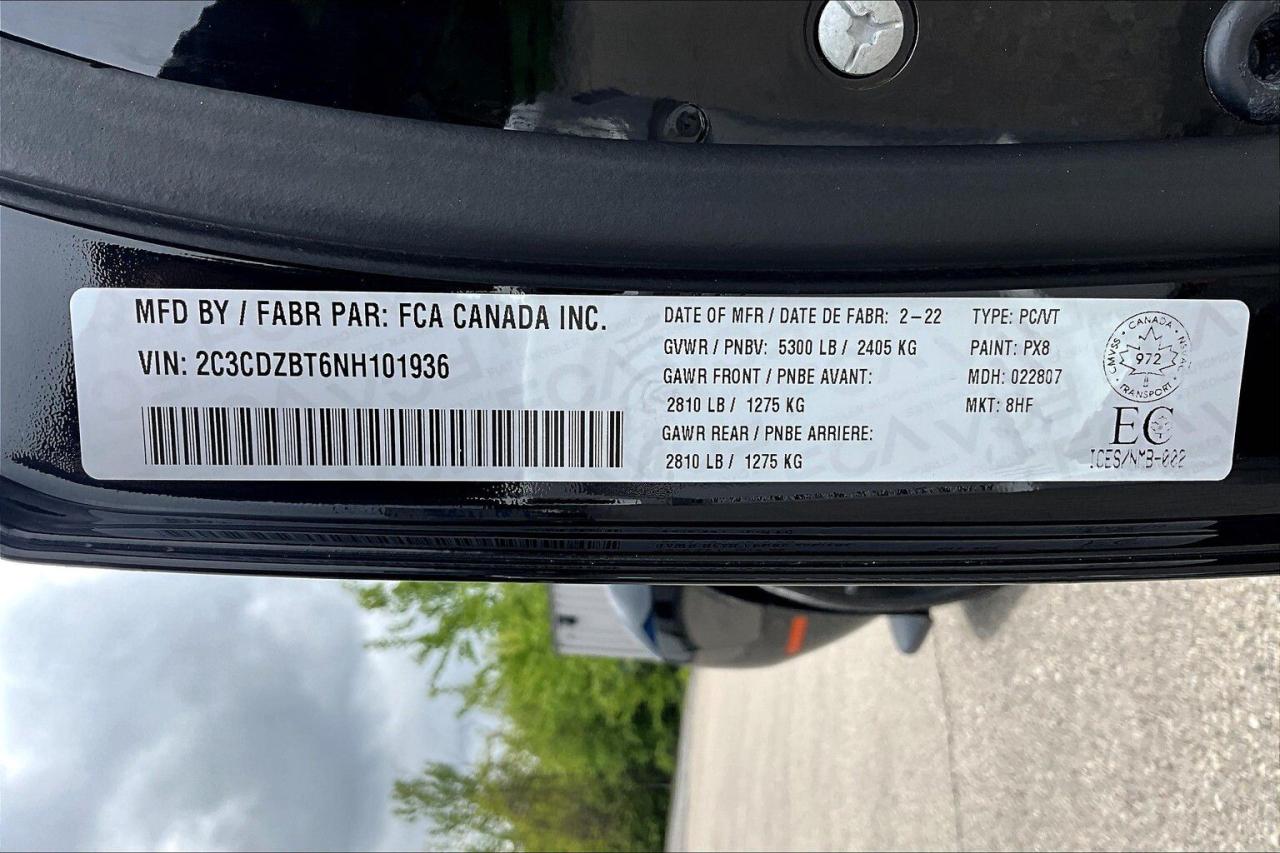 MFD BY / FABR PAR: FCA CANADA INC.
VIN: 2C3CDZBT6NH101936
DATE OF MFR / DATE DE FABR: 2-22
GVWR / PNBV: 5300 LB / 2405 KG
GAWR FRONT / PNBE AVANT:
2810 LB / 1275 KG
GAWR REAR / PNBE ARRIERE:
2810 LB / 1275 KG
TYPE: PC/VT
PAINT: PX8
MDH: 022807
MKT: 8HF
CANADA
CMVSS NSVAC
972
TRANSPORT
EC
ICES/NMB-002